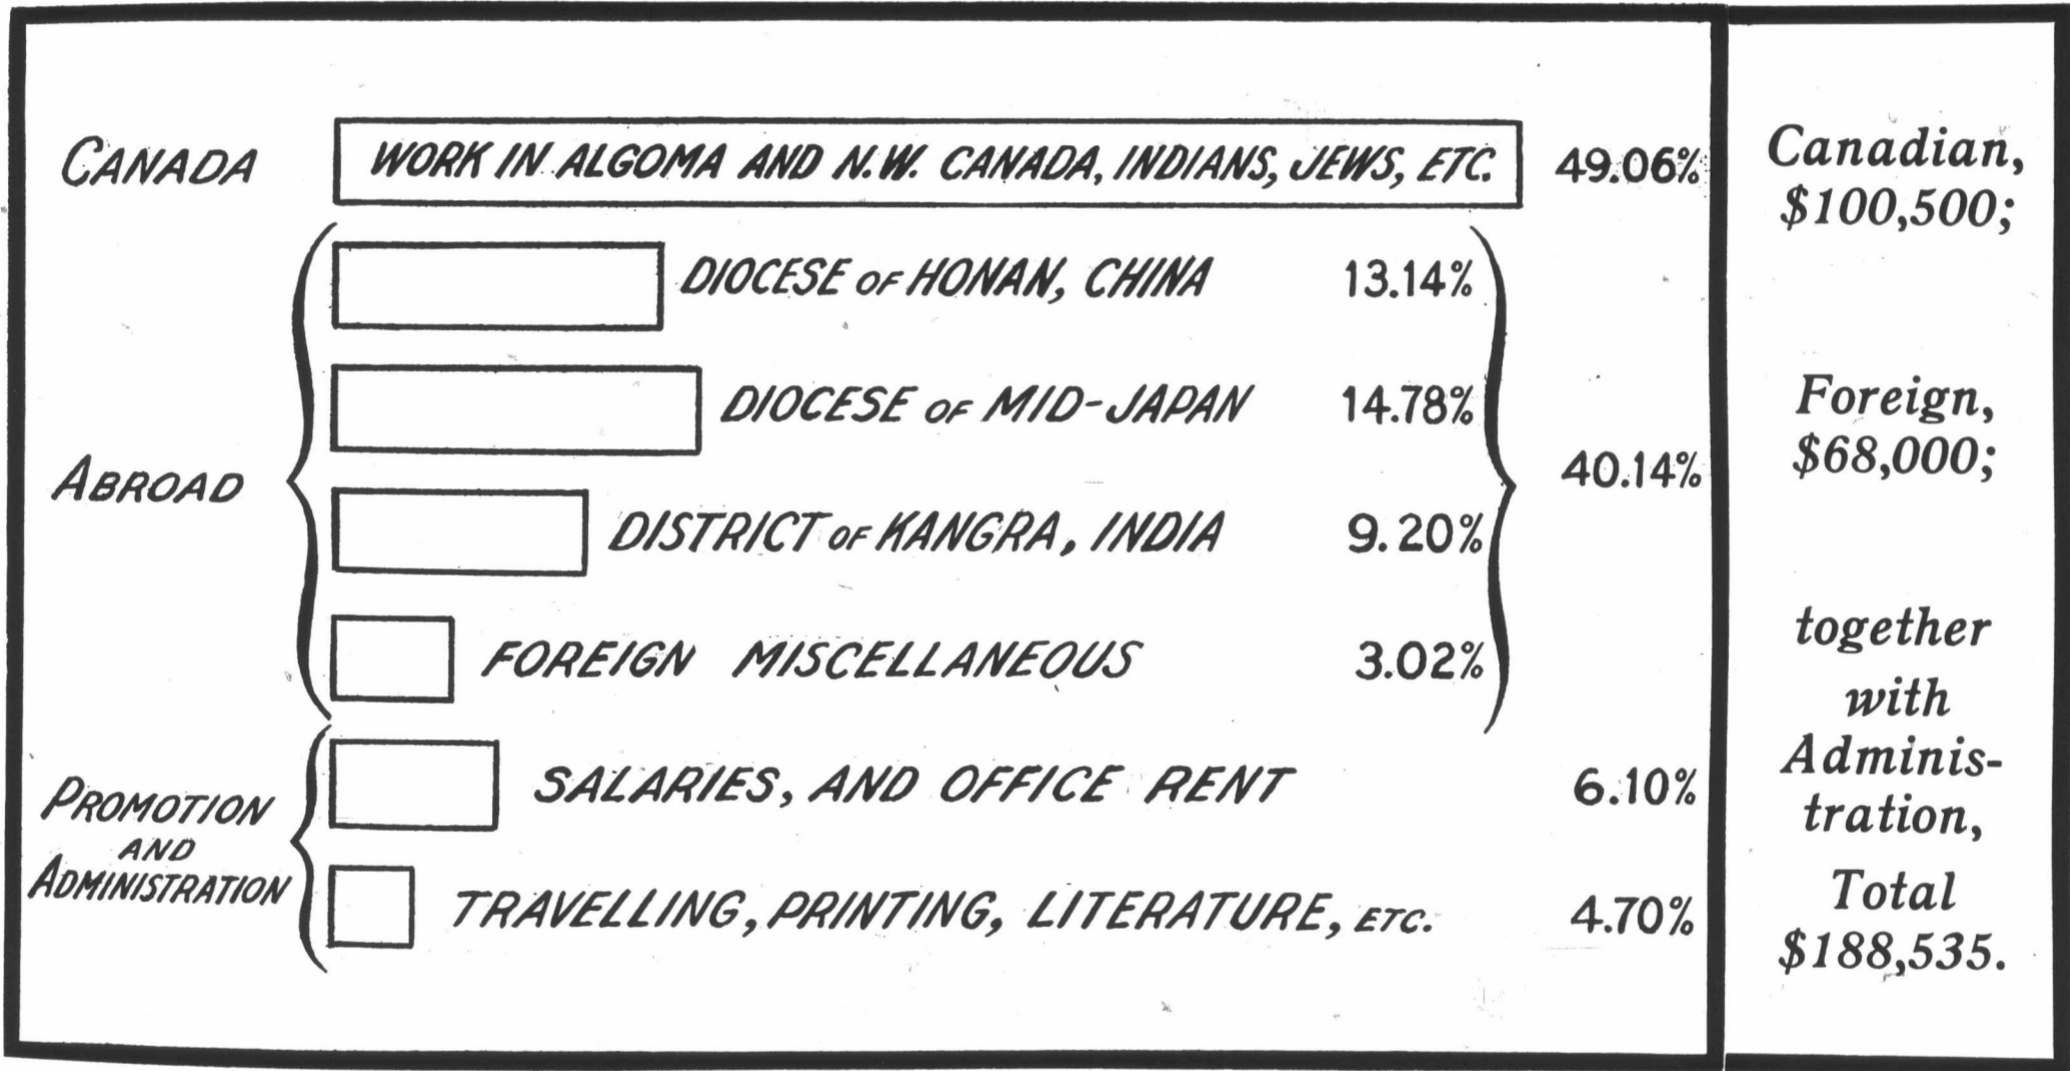 CANADA
WORK IN ALGOMA AND N.W. CANADA, INDIANS, JEWS, ETC.
49.06%
ABROAD
DIOCESE OF HONAN, CHINA 13.14%
DIOCESE OF MID-JAPAN 14.78%
DISTRICT OF KANGRA, INDIA 9.20%
FOREIGN MISCELLANEOUS 3.02%
40.14%
PROMOTION
AND
ADMINISTRATION
SALARIES, AND OFFICE RENT 6.10%
TRAVELLING, PRINTING, LITERATURE, ETC. 4.70%
Canadian,
$100,500;
Foreign,
$68,000;
together
with
Adminis-
tration,
Total
$188,535.